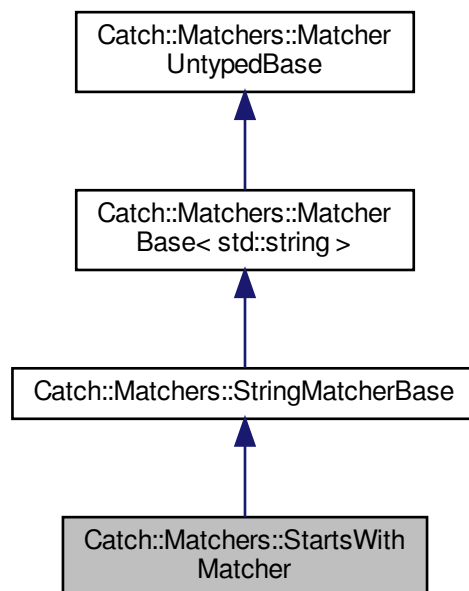 Catch::Matchers::Matcher
UntypedBase
Catch::Matchers::Matcher
Base< std::string >
Catch::Matchers::StringMatcherBase
Catch::Matchers::StartsWith
Matcher